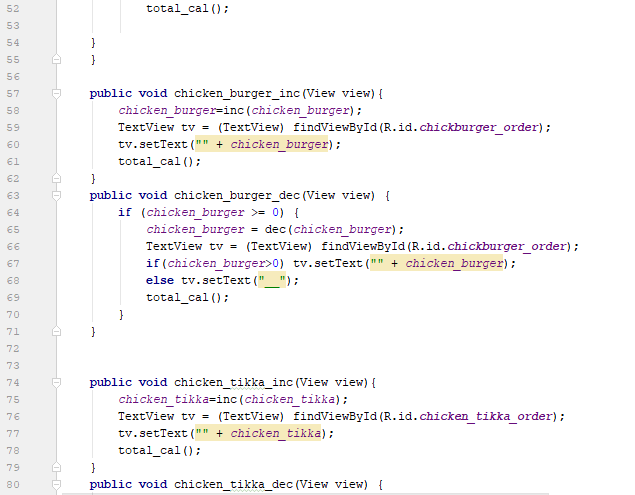 52 total_cal();
53
54 }
55 }
56
57 public void chicken_burger_inc(View view){
58 chicken_burger=inc(chicken_burger);
59 TextView tv = (TextView) findViewById(R.id.chickburger_order);
60 tv.setText("" + chicken_burger);
61 total_cal();
62 }
63 public void chicken_burger_dec(View view) {
64 if (chicken_burger >= 0) {
65 chicken_burger = dec(chicken_burger);
66 TextView tv = (TextView) findViewById(R.id.chickburger_order);
67 if(chicken_burger>0) tv.setText("" + chicken_burger);
68 else tv.setText("__");
69 total_cal();
70 }
71 }
72
73
74 public void chicken_tikka_inc(View view){
75 chicken_tikka=inc(chicken_tikka);
76 TextView tv = (TextView) findViewById(R.id.chicken_tikka_order);
77 tv.setText("" + chicken_tikka);
78 total_cal();
79 }
80 public void chicken_tikka_dec(View view) {